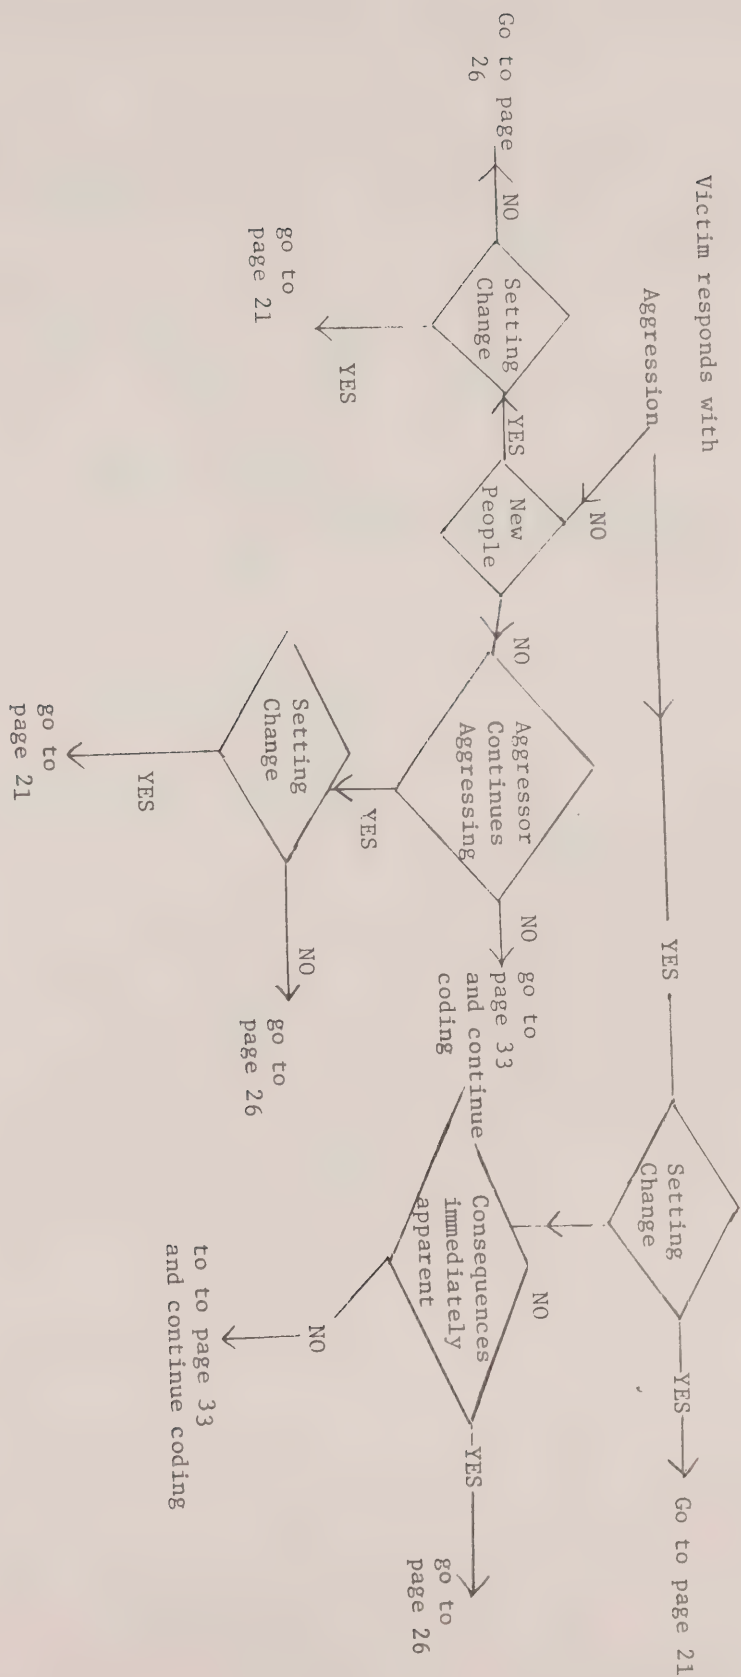 Victim responds with
Aggression
NO
YES
New
People
YES
Setting
Change
NO
Go to page
26
YES
go to
page 21
NO
Aggressor
Continues
Aggressing
YES
Setting
Change
YES
go to
page 21
NO
go to
page 26
NO
go to
page 33
and continue
coding
Setting
Change
YES
Go to page 21
NO
Consequences
immediately
apparent
YES
go to
page 26
NO
to to page 33
and continue coding